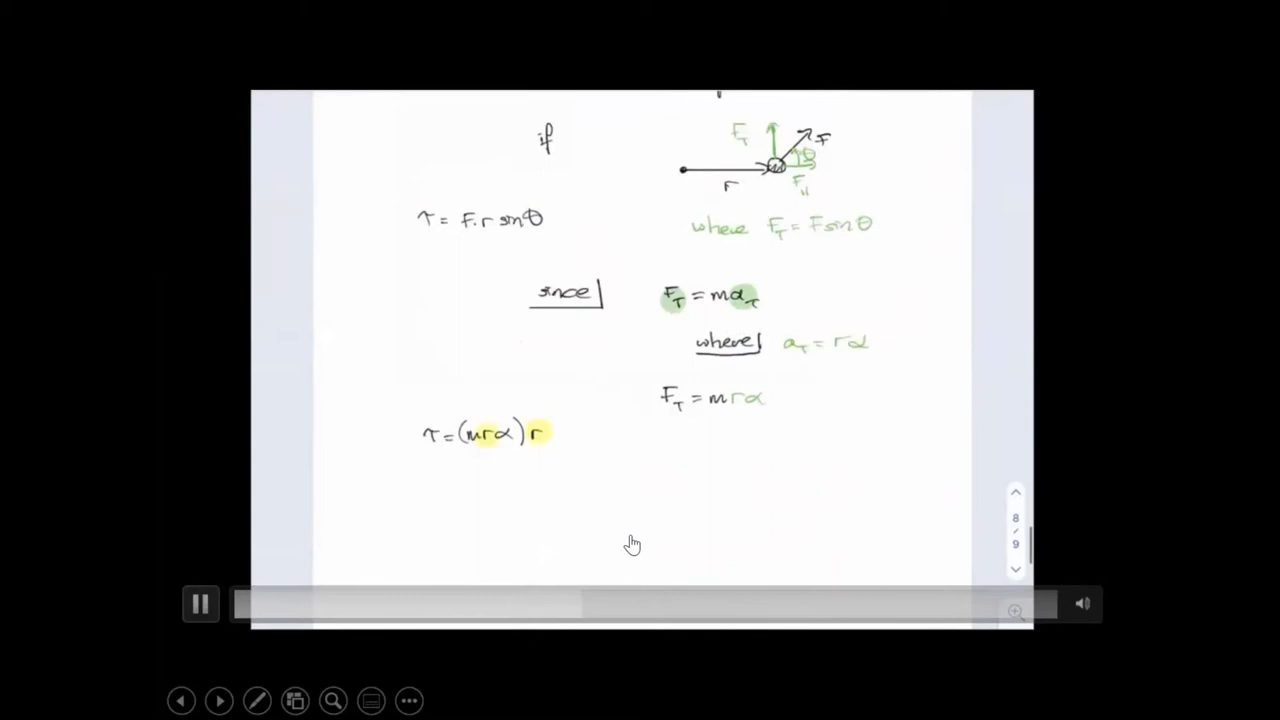 if
F_T
F
θ
r
F_||
τ = F.r sinθ
where F_T = F sinθ
since
F_T = ma_T
where a_T = rα
F_T = mrα
τ = (mrα) r
8
/
9